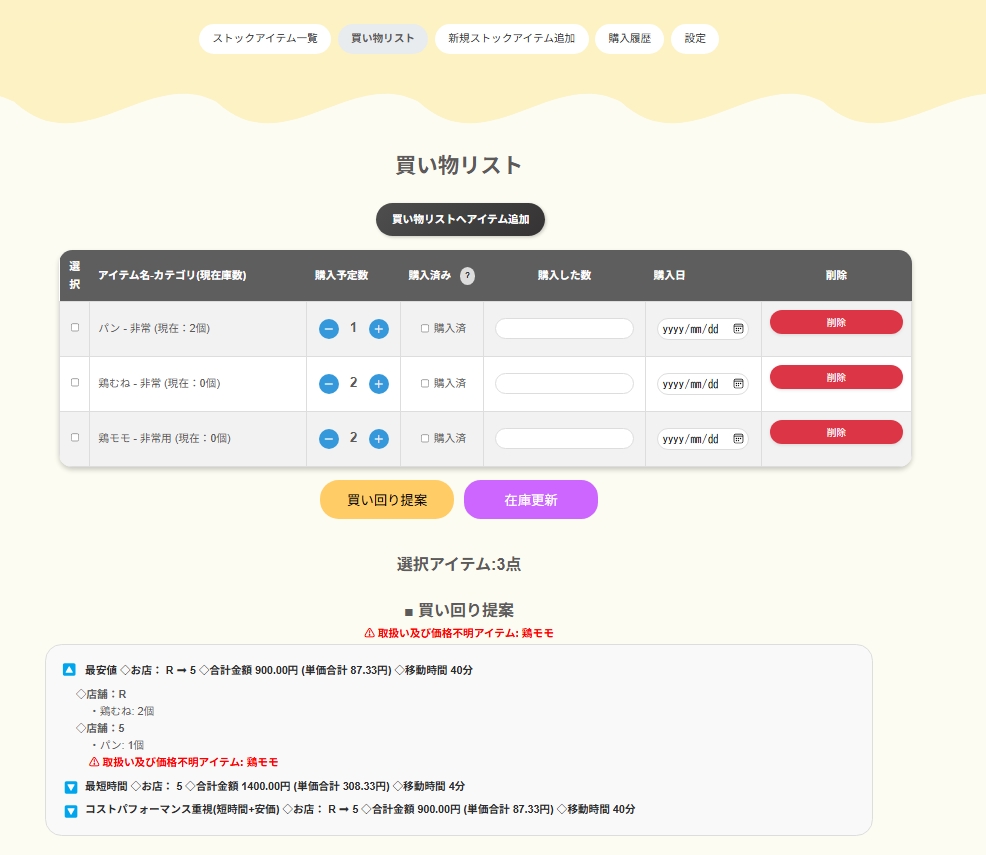 ストックアイテム一覧 買い物リスト 新規ストックアイテム追加 購入履歴 設定
買い物リスト
買い物リストへアイテム追加
選択 アイテム名-カテゴリ(現在庫数) 購入予定数 購入済み ? 購入した数 購入日 削除
パン - 非常 (現在：2個) − 1 + 購入済 yyyy/mm/dd 削除
鶏むね - 非常 (現在：0個) − 2 + 購入済 yyyy/mm/dd 削除
鶏モモ - 非常用 (現在：0個) − 2 + 購入済 yyyy/mm/dd 削除
買い回り提案 在庫更新
選択アイテム:3点
■ 買い回り提案
⚠ 取扱い及び価格不明アイテム: 鶏モモ
🔼 最安値 ◇お店： R ➡ 5 ◇合計金額 900.00円 (単価合計 87.33円) ◇移動時間 40分
◇店舗：R
・鶏むね: 2個
◇店舗：5
・パン: 1個
⚠ 取扱い及び価格不明アイテム: 鶏モモ
🔽 最短時間 ◇お店： 5 ◇合計金額 1400.00円 (単価合計 308.33円) ◇移動時間 4分
🔽 コストパフォーマンス重視(短時間+安価) ◇お店： R ➡ 5 ◇合計金額 900.00円 (単価合計 87.33円) ◇移動時間 40分